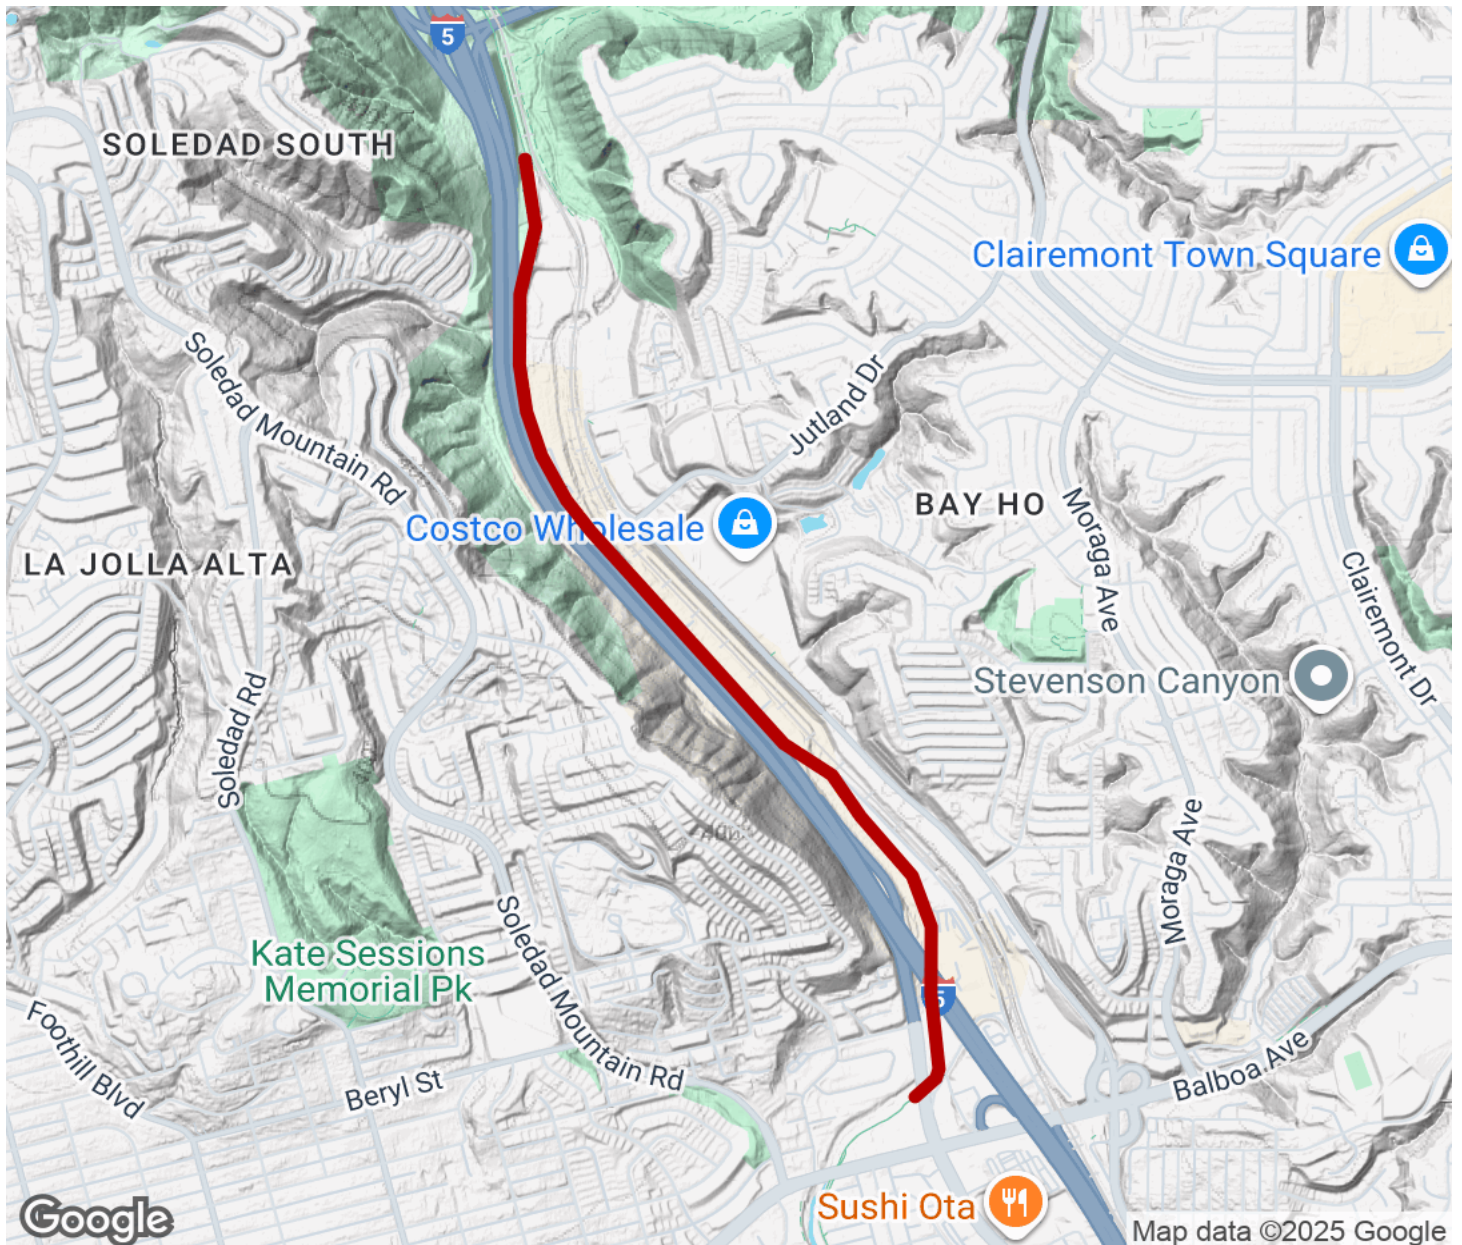 5
SOLEDAD SOUTH
Clairemont Town Square
Soledad Mountain Rd
Jutland Dr
Costco Wholesale
BAY HO
Moraga Ave
LA JOLLA ALTA
Clairemont Dr
Stevenson Canyon
Soledad Rd
Moraga Ave
Soledad Mountain Rd
Kate Sessions
Memorial Pk
5
Foothill Blvd
Beryl St
Balboa Ave
Sushi Ota
Google
Map data ©2025 Google